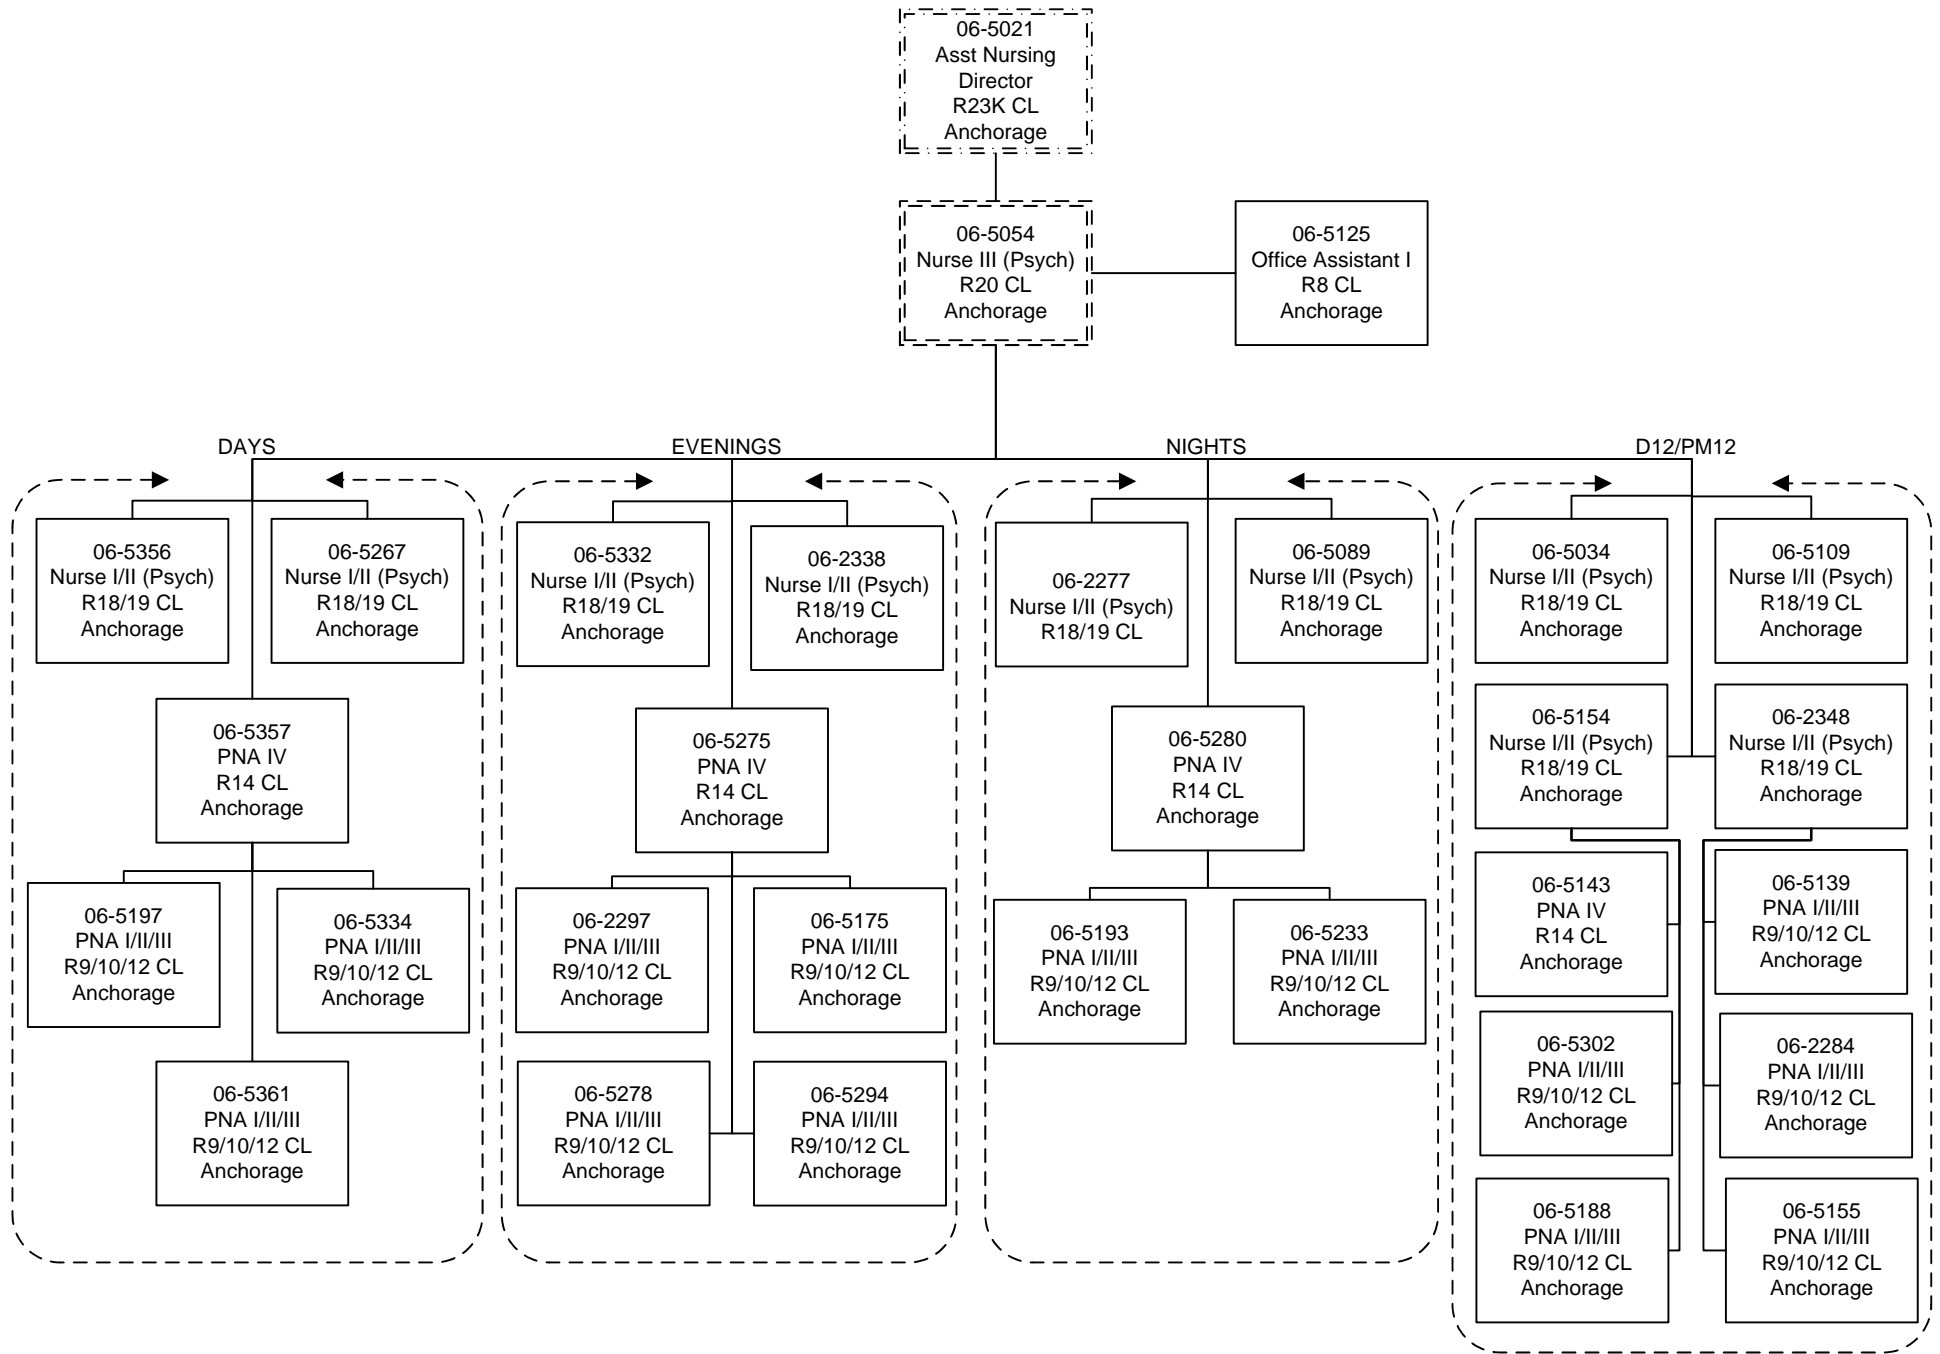 06-5021
Asst Nursing
Director
R23K CL
Anchorage
06-5054
Nurse III (Psych)
R20 CL
Anchorage
06-5125
Office Assistant I
R8 CL
Anchorage
DAYS
06-5356
Nurse I/II (Psych)
R18/19 CL
Anchorage
06-5267
Nurse I/II (Psych)
R18/19 CL
Anchorage
06-5357
PNA IV
R14 CL
Anchorage
06-5197
PNA I/II/III
R9/10/12 CL
Anchorage
06-5334
PNA I/II/III
R9/10/12 CL
Anchorage
06-5361
PNA I/II/III
R9/10/12 CL
Anchorage
EVENINGS
06-5332
Nurse I/II (Psych)
R18/19 CL
Anchorage
06-2338
Nurse I/II (Psych)
R18/19 CL
Anchorage
06-5275
PNA IV
R14 CL
Anchorage
06-2297
PNA I/II/III
R9/10/12 CL
Anchorage
06-5175
PNA I/II/III
R9/10/12 CL
Anchorage
06-5278
PNA I/II/III
R9/10/12 CL
Anchorage
06-5294
PNA I/II/III
R9/10/12 CL
Anchorage
NIGHTS
06-2277
Nurse I/II (Psych)
R18/19 CL
06-5089
Nurse I/II (Psych)
R18/19 CL
Anchorage
06-5280
PNA IV
R14 CL
Anchorage
06-5193
PNA I/II/III
R9/10/12 CL
Anchorage
06-5233
PNA I/II/III
R9/10/12 CL
Anchorage
D12/PM12
06-5034
Nurse I/II (Psych)
R18/19 CL
Anchorage
06-5109
Nurse I/II (Psych)
R18/19 CL
Anchorage
06-5154
Nurse I/II (Psych)
R18/19 CL
Anchorage
06-2348
Nurse I/II (Psych)
R18/19 CL
Anchorage
06-5143
PNA IV
R14 CL
Anchorage
06-5139
PNA I/II/III
R9/10/12 CL
Anchorage
06-5302
PNA I/II/III
R9/10/12 CL
Anchorage
06-2284
PNA I/II/III
R9/10/12 CL
Anchorage
06-5188
PNA I/II/III
R9/10/12 CL
Anchorage
06-5155
PNA I/II/III
R9/10/12 CL
Anchorage